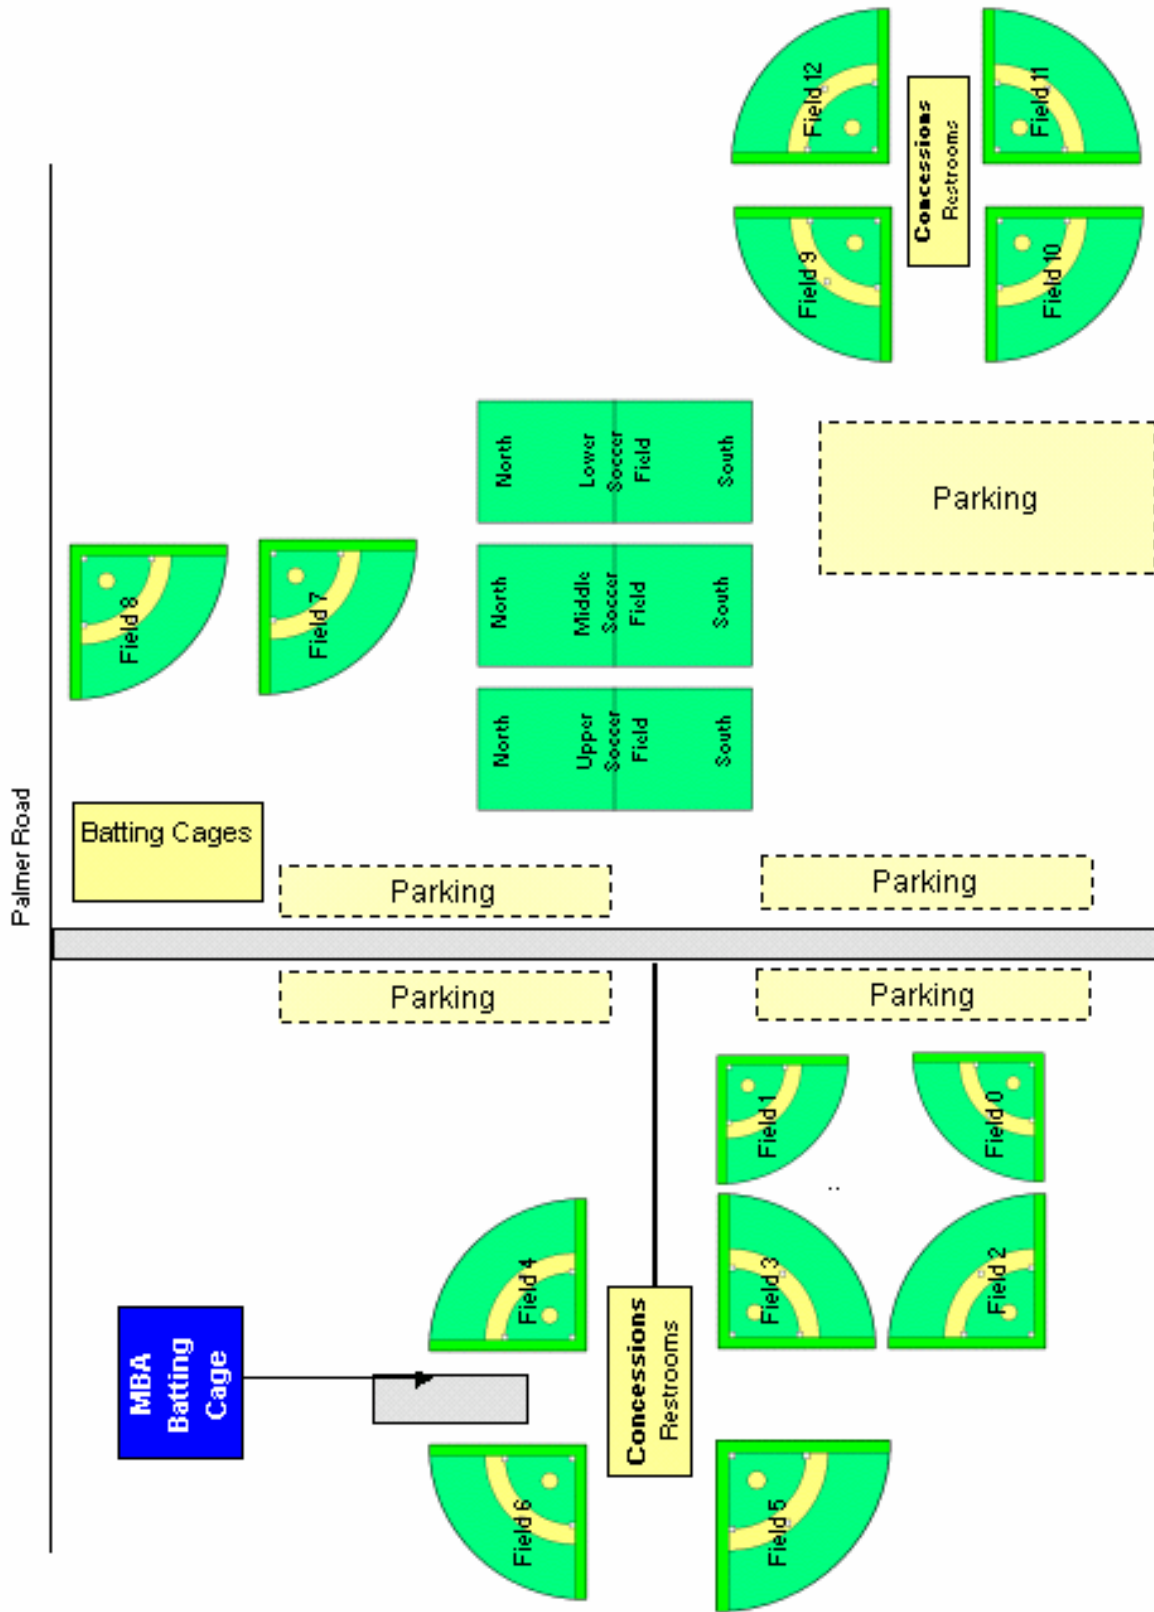 Palmer Road
Field 12
Field 11
Concessions
Restrooms
Field 9
Field 10
North
Lower
Soccer
Field
South
Parking
Field 8
Field 7
North
Middle
Soccer
Field
South
North
Upper
Soccer
Field
South
Batting Cages
Parking
Parking
Parking
Parking
Field 1
Field 0
Field 4
Field 3
Field 2
MBA
Batting
Cage
Concessions
Restrooms
Field 6
Field 5